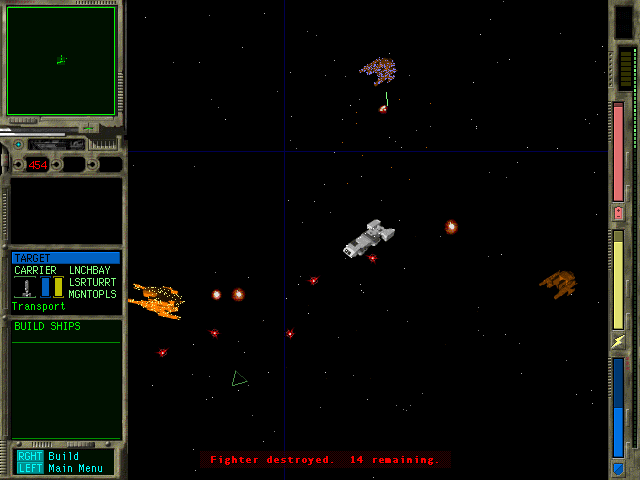 454
TARGET
CARRIER LNCHBAY
LSRTURRT
MGNTOPLS
Transport
BUILD SHIPS
RGHT Build
LEFT Main Menu
Fighter destroyed. 14 remaining.